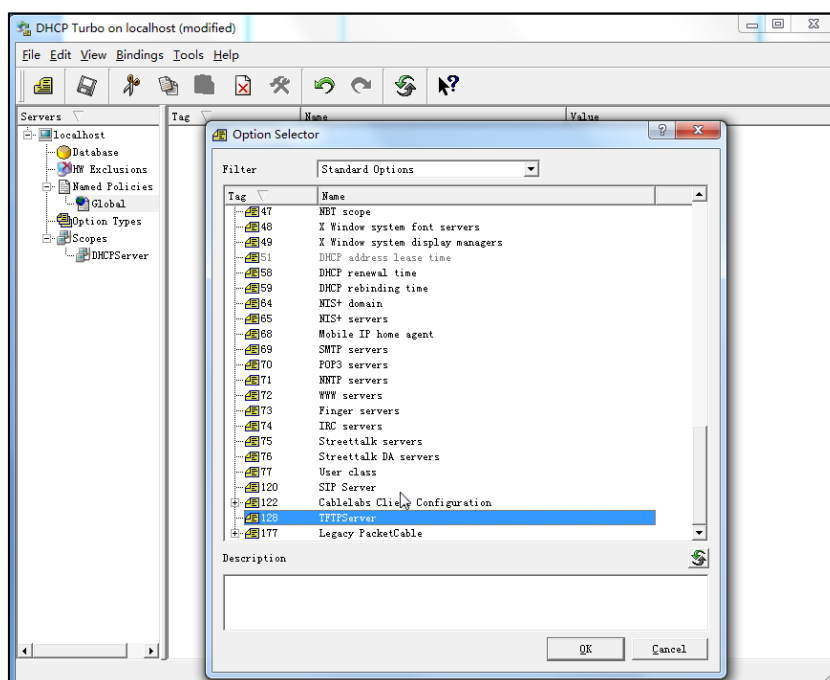 DHCP Turbo on localhost (modified)
File Edit View Bindings Tools Help
Servers Tag Name Value
localhost
Database
HW Exclusions
Named Policies
Global
Option Types
Scopes
DHCPServer
Option Selector
Filter Standard Options
Tag Name
47 NBT scope
48 X Window system font servers
49 X Window system display managers
51 DHCP address lease time
58 DHCP renewal time
59 DHCP rebinding time
64 NIS+ domain
65 NIS+ servers
68 Mobile IP home agent
69 SMTP servers
70 POP3 servers
71 NNTP servers
72 WWW servers
73 Finger servers
74 IRC servers
75 Streettalk servers
76 Streettalk DA servers
77 User class
120 SIP Server
122 Cablelabs Client Configuration
128 TFTPServer
177 Legacy PacketCable
Description
OK Cancel